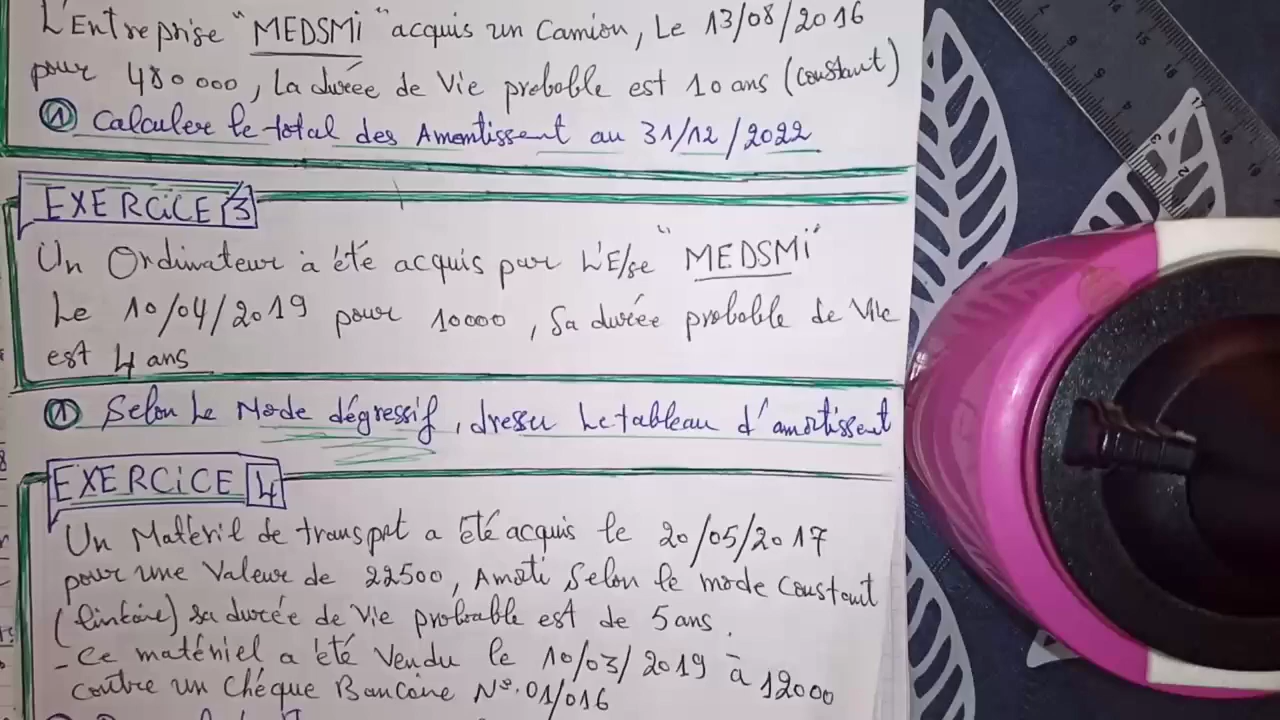 L'Entreprise "MEDSMi" acquis un Camion, Le 13/08/2016
pour 480 000, La durée de Vie probable est 10 ans (constant)
① Calculere le total des Amortissent au 31/12/2022
EXERCiCE 3
Un Ordinateur à été acquis par L'E/se "MEDSMi"
Le 10/04/2019 pour 10000, Sa durée probable de Vie
est 4 ans
① Selon Le Mode dégressif, dresser Le tableau d'amortissent
EXERCiCE 4
Un Matériel de transpret a été acquis le 20/05/2017
pour une Valeur de 22500, Amorti Selon le mode Constant
(linéaire) sa durée de Vie probable est de 5 ans.
- Ce matériel a été Vendu le 10/03/2019 à 12000
contre un chéque Bancaire N°.01/016